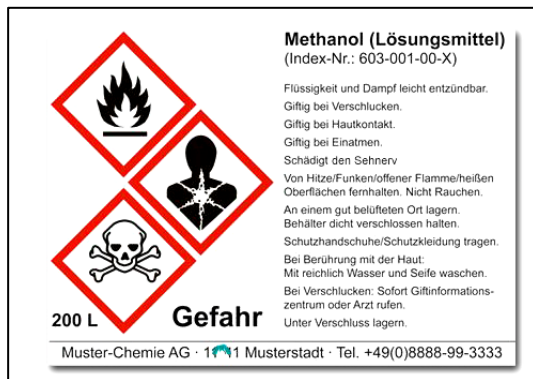 Methanol (Lösungsmittel)
(Index-Nr.: 603-001-00-X)
Flüssigkeit und Dampf leicht entzündbar.
Giftig bei Verschlucken.
Giftig bei Hautkontakt.
Giftig bei Einatmen.
Schädigt den Sehnerv
Von Hitze/Funken/offener Flamme/heißen
Oberflächen fernhalten. Nicht Rauchen.
An einem gut belüfteten Ort lagern.
Behälter dicht verschlossen halten.
Schutzhandschuhe/Schutzkleidung tragen.
Bei Berührung mit der Haut:
Mit reichlich Wasser und Seife waschen.
Bei Verschlucken: Sofort Giftinformations-
zentrum oder Arzt rufen.
Unter Verschluss lagern.
200 L
Gefahr
Muster-Chemie AG · Musterstadt · Tel. +49(0)8888-99-3333